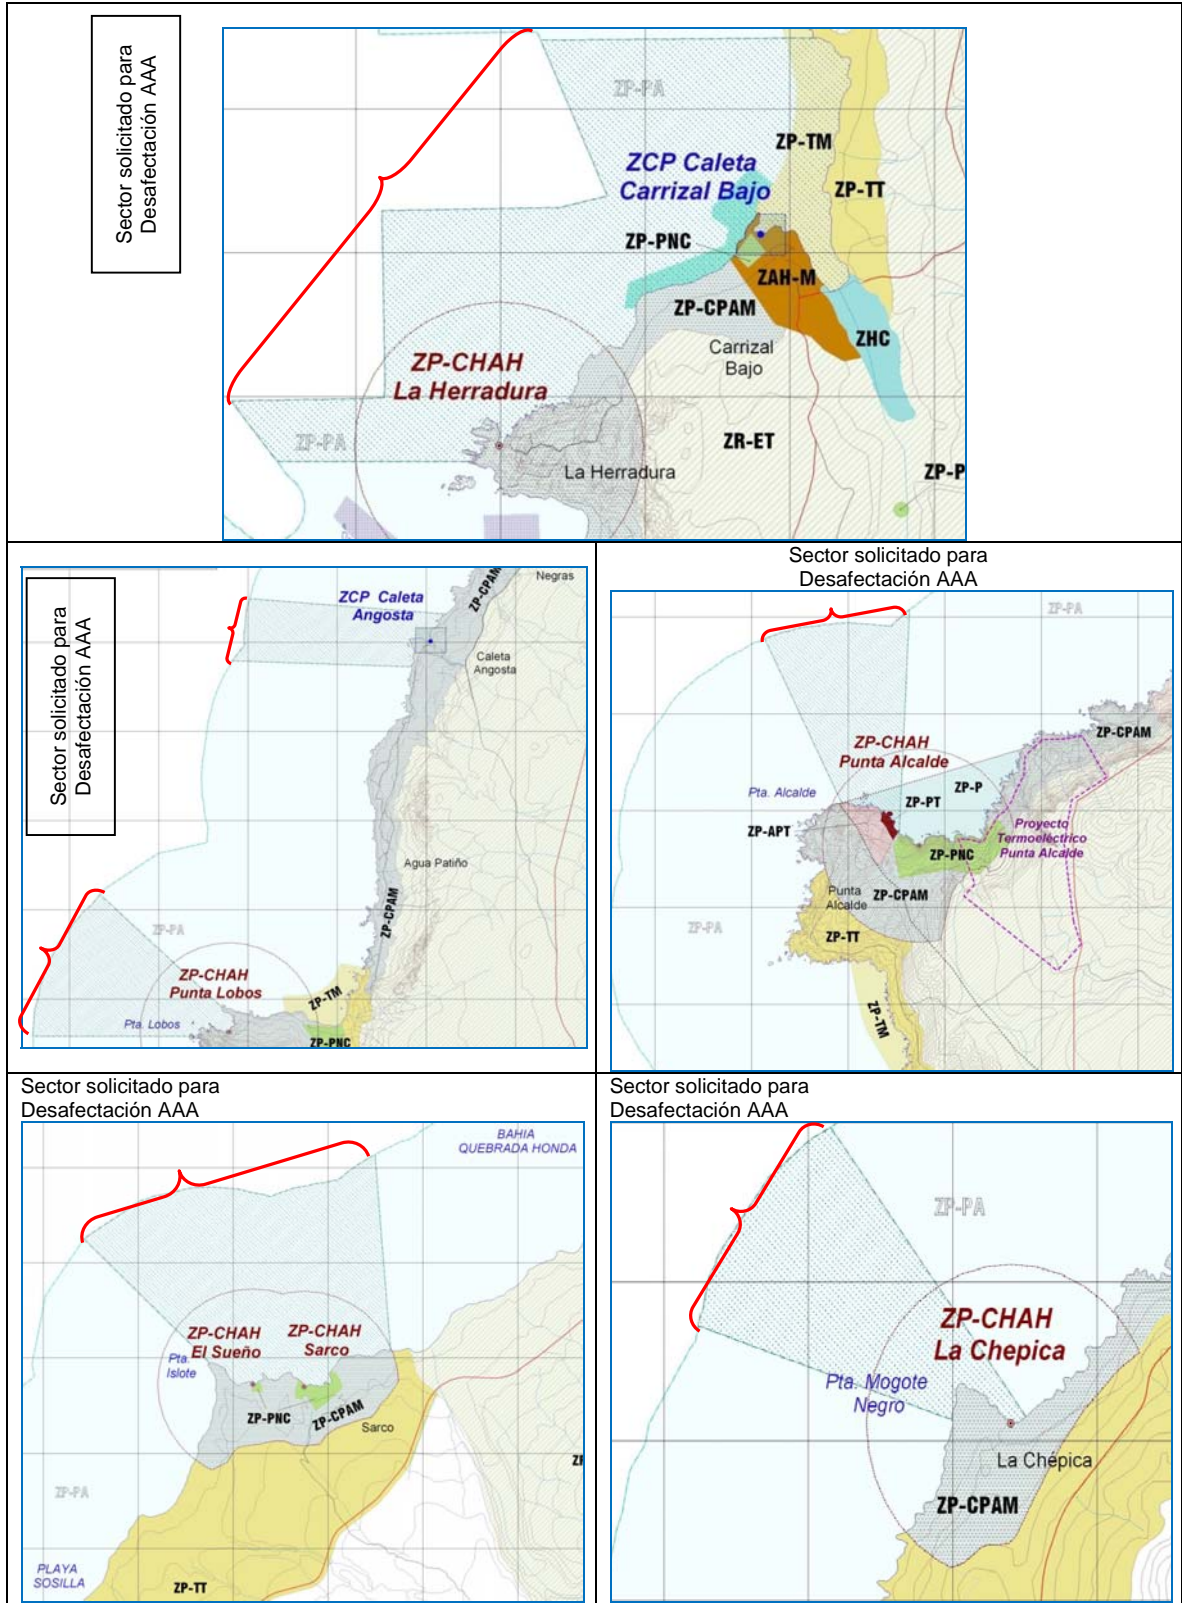 Sector solicitado para
Desafectación AAA
ZP-PA
ZP-TM
ZCP Caleta
Carrizal Bajo
ZP-TT
ZP-PNC
ZAH-M
ZP-CPAM
ZHC
Carrizal
Bajo
ZP-CHAH
La Herradura
ZP-PA
ZR-ET
La Herradura
ZP-P
Sector solicitado para
Desafectación AAA
Negras
ZP-CPAM
ZCP Caleta
Angosta
Caleta
Angosta
Agua Patiño
ZP-CPAM
ZP-PA
ZP-CHAH
Punta Lobos
ZP-TM
Pta. Lobos
ZP-PNC
Sector solicitado para
Desafectación AAA
ZP-PA
ZP-CPAM
ZP-CHAH
Punta Alcalde
Pta. Alcalde
ZP-P
ZP-PT
ZP-APT
Proyecto
Termoeléctrico
Punta Alcalde
ZP-PNC
Punta
Alcalde
ZP-CPAM
ZP-PA
ZP-TT
ZP-TM
Sector solicitado para
Desafectación AAA
BAHIA
QUEBRADA HONDA
ZP-CHAH
El Sueño
ZP-CHAH
Sarco
Pta.
Islote
ZP-PNC
ZP-CPAM
Sarco
ZP-PA
PLAYA
SOSILLA
ZP-TT
Sector solicitado para
Desafectación AAA
ZP-PA
ZP-CHAH
La Chepica
Pta. Mogote
Negro
La Chépica
ZP-CPAM